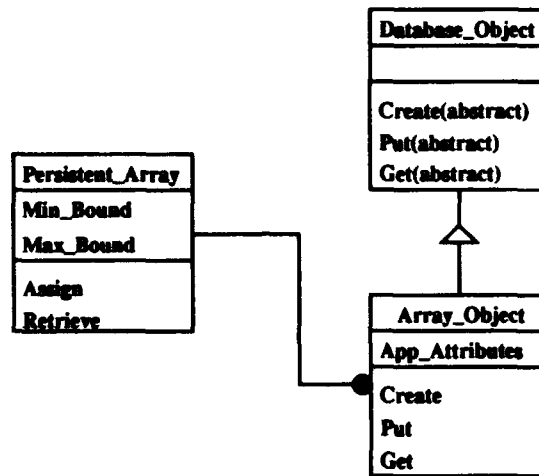 Database_Object
Create(abstract)
Put(abstract)
Get(abstract)
Persistent_Array
Min_Bound
Max_Bound
Assign
Retrieve
Array_Object
App_Attributes
Create
Put
Get